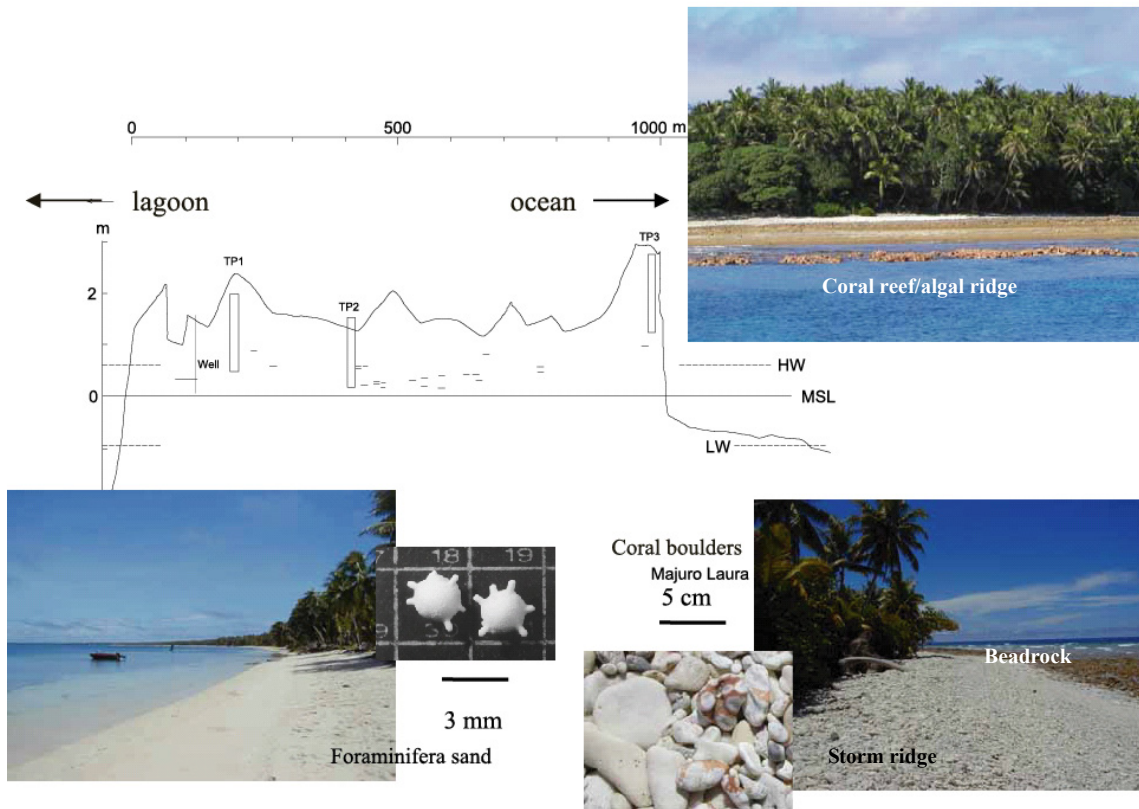 0 500 1000 m
lagoon ocean
m
TP1 TP2 TP3
2
Well
0
HW
MSL
LW
Coral reef/algal ridge
18 19
3 mm
Foraminifera sand
Coral boulders
Majuro Laura
5 cm
Beadrock
Storm ridge